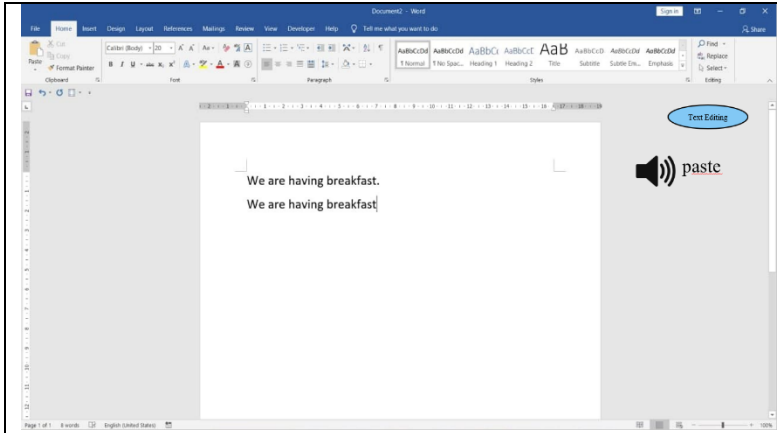 Document2 - Word
Sign in
File Home Insert Design Layout References Mailings Review View Developer Help Tell me what you want to do
Share
Cut
Copy
Format Painter
Paste
Calibri (Body) 20
AaBbCcDd AaBbCcDd AaBbCc AaBbCcC AaB AaBbCcD AaBbCcDd AaBbCcDd
¶ Normal ¶ No Spac... Heading 1 Heading 2 Title Subtitle Subtle Em... Emphasis
Find
Replace
Select
Clipboard Font Paragraph Styles Editing
Text Editing
paste
We are having breakfast.
We are having breakfast
Page 1 of 1 8 words English (United States)
100%